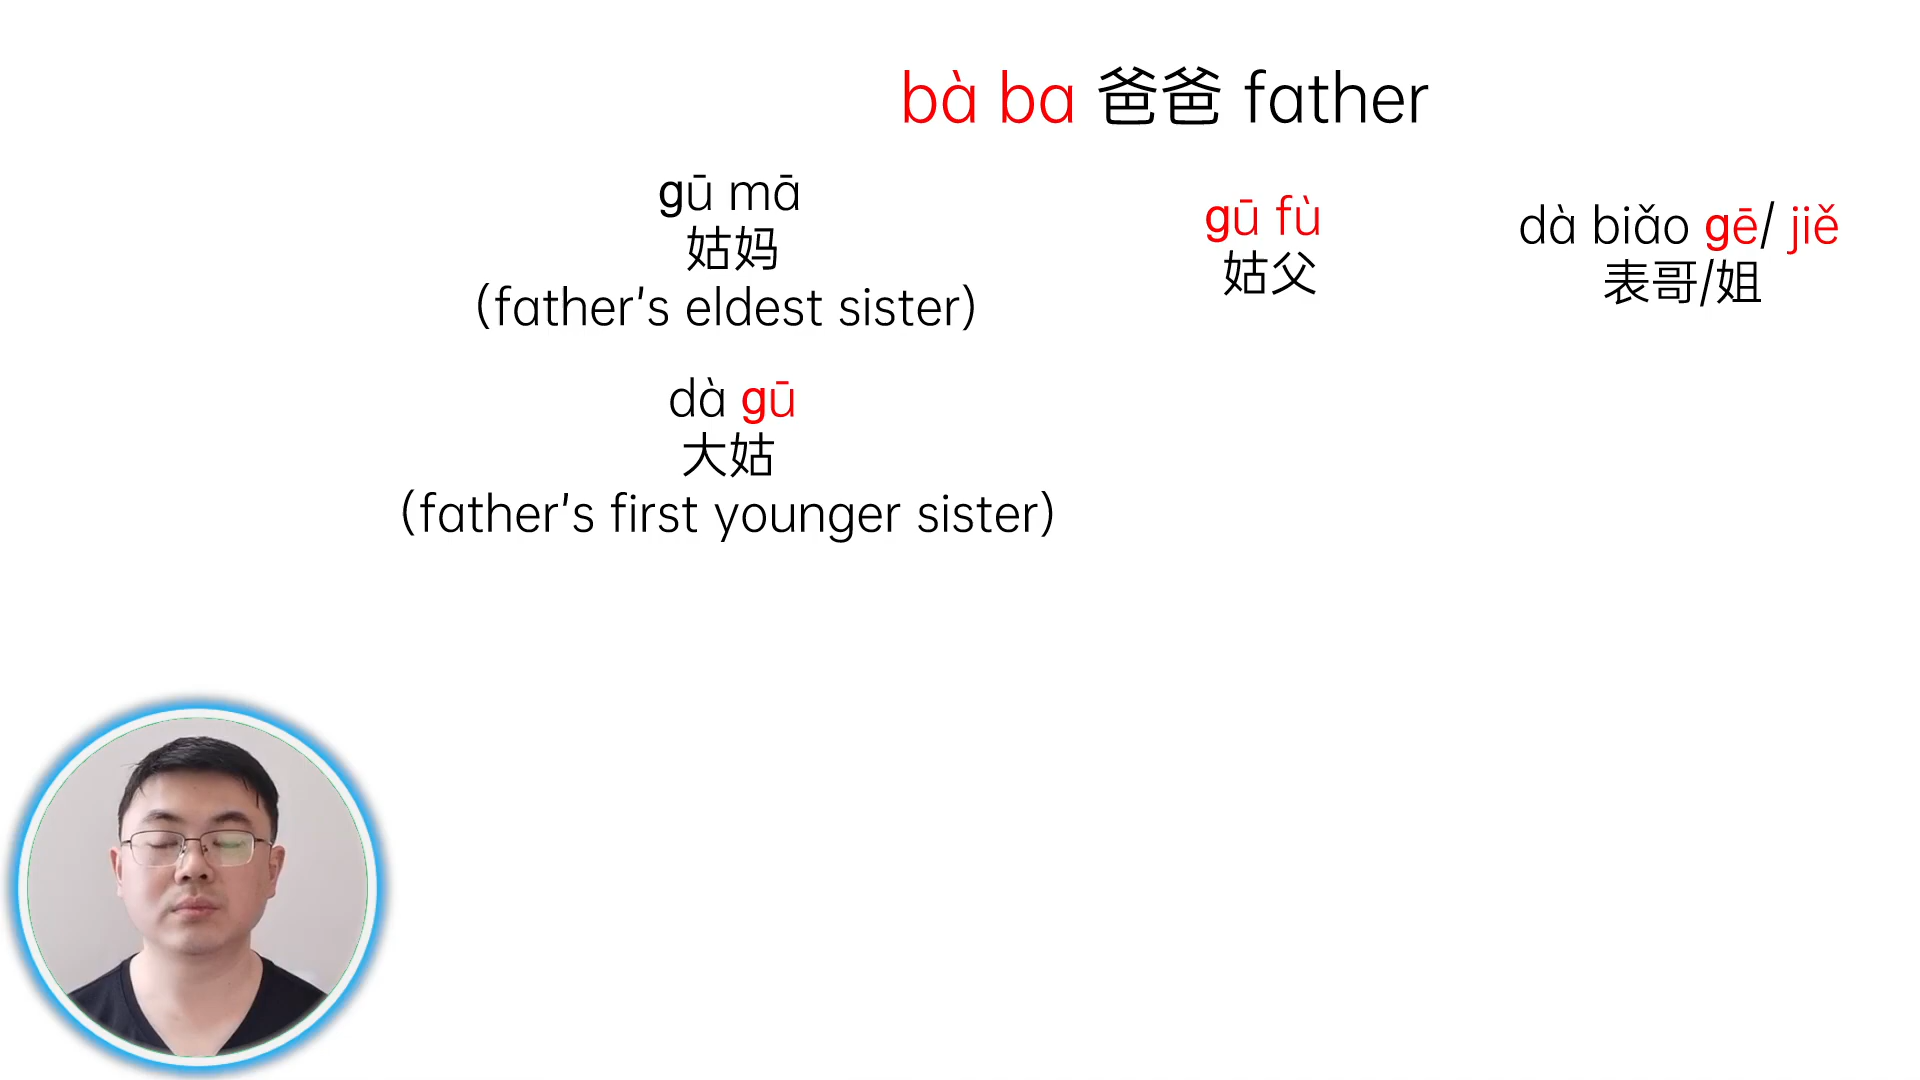 bà ba 爸爸 father
gū mā
姑妈
(father's eldest sister)
gū fù
姑父
dà biǎo gē/ jiě
表哥/姐
dà gū
大姑
(father's first younger sister)